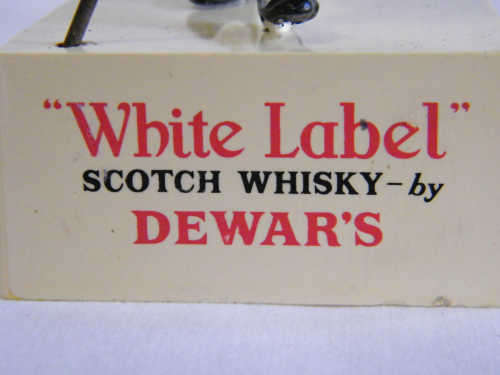 "White Label"
SCOTCH WHISKY - by
DEWAR'S